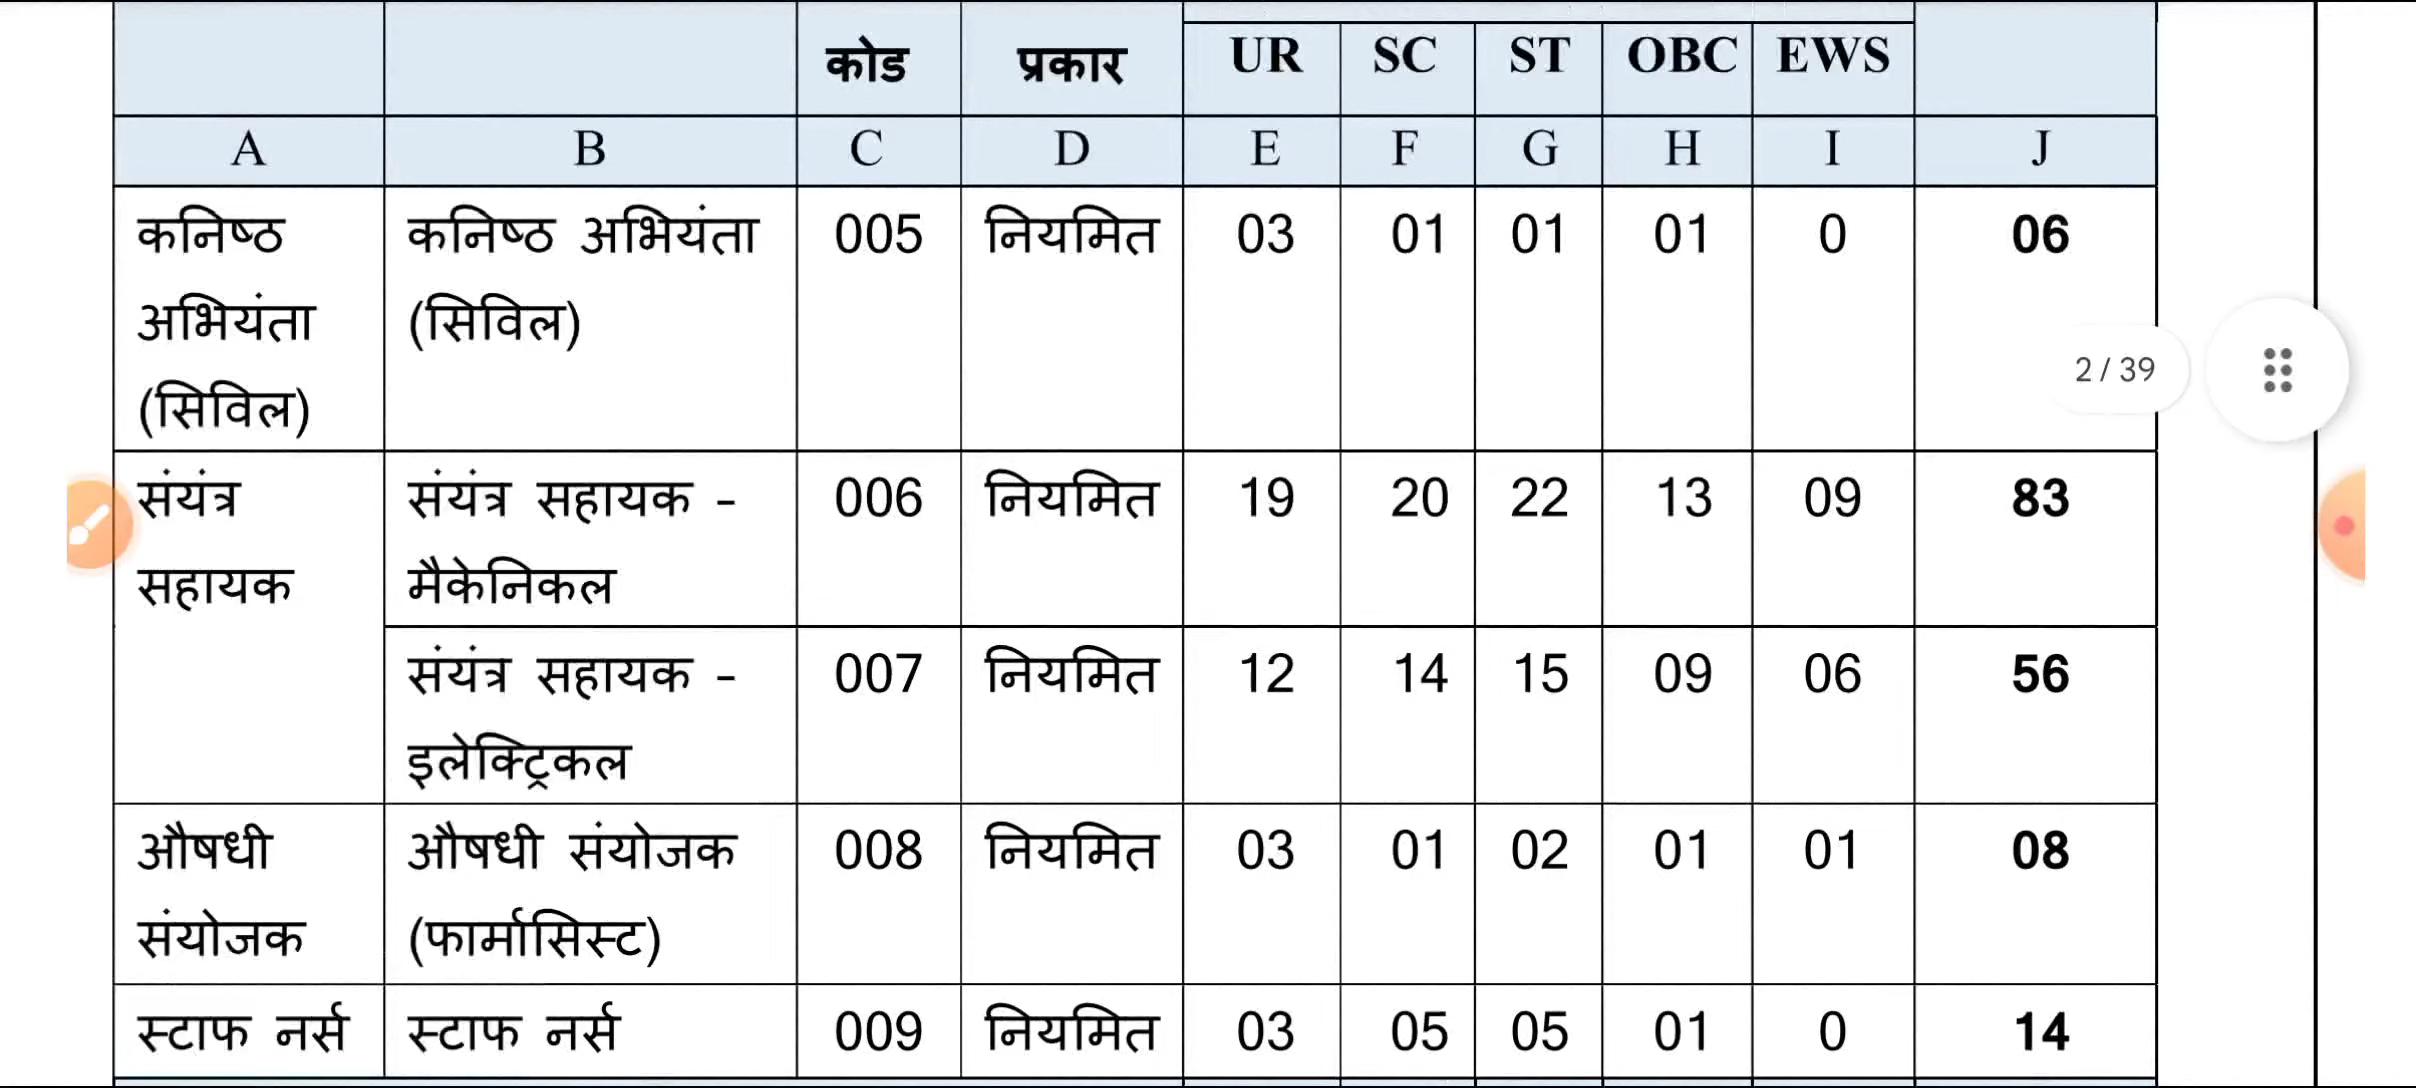 कोड प्रकार UR SC ST OBC EWS
A B C D E F G H I J
कनिष्ठ कनिष्ठ अभियंता 005 नियमित 03 01 01 01 0 06
अभियंता (सिविल)
(सिविल)
2 / 39
संयंत्र संयंत्र सहायक - 006 नियमित 19 20 22 13 09 83
सहायक मैकेनिकल
संयंत्र सहायक - 007 नियमित 12 14 15 09 06 56
इलेक्ट्रिकल
औषधी औषधी संयोजक 008 नियमित 03 01 02 01 01 08
संयोजक (फार्मासिस्ट)
स्टाफ नर्स स्टाफ नर्स 009 नियमित 03 05 05 01 0 14